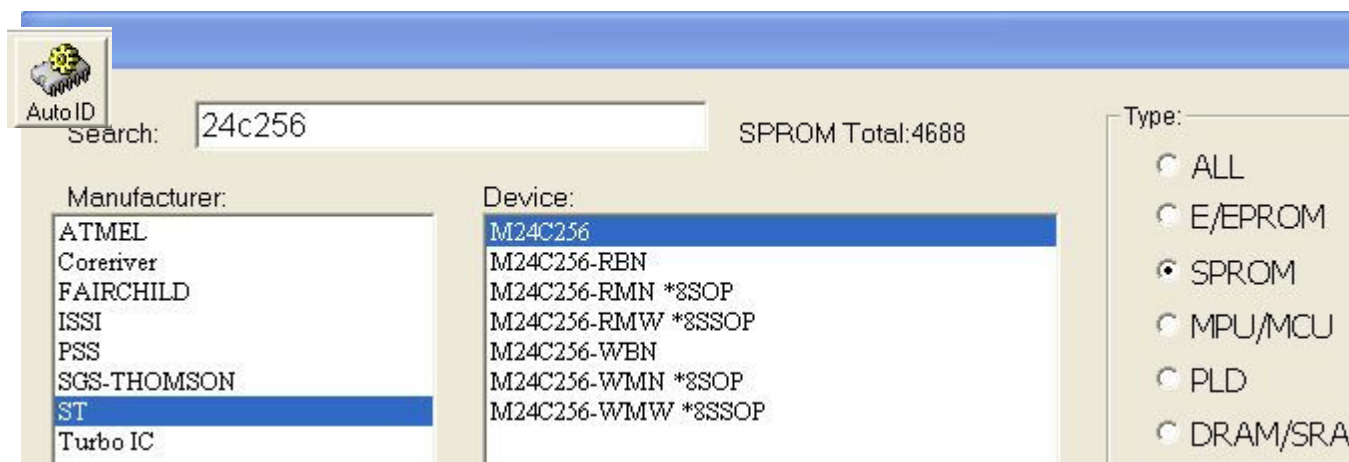 Auto ID
Search:
24c256
SPROM Total:4688
Manufacturer:
ATMEL
Coreriver
FAIRCHILD
ISSI
PSS
SGS-THOMSON
ST
Turbo IC
Device:
M24C256
M24C256-RBN
M24C256-RMN *8SOP
M24C256-RMW *8SSOP
M24C256-WBN
M24C256-WMN *8SOP
M24C256-WMW *8SSOP
Type:
ALL
E/EPROM
SPROM
MPU/MCU
PLD
DRAM/SRA